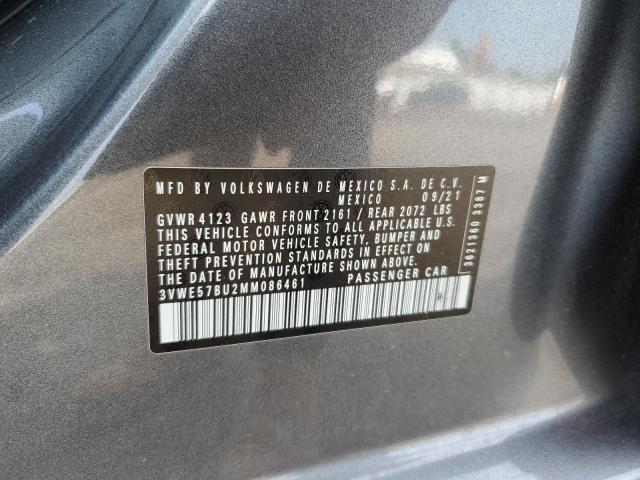 MFD BY VOLKSWAGEN DE MEXICO S.A. DE C.V.
MEXICO 09/21
GVWR 4123 GAWR FRONT 2161 / REAR 2072 LBS
THIS VEHICLE CONFORMS TO ALL APPLICABLE U.S.
FEDERAL MOTOR VEHICLE SAFETY, BUMPER AND
THEFT PREVENTION STANDARDS IN EFFECT ON
THE DATE OF MANUFACTURE SHOWN ABOVE.
3VWE57BU2MM086461 PASSENGER CAR
3621360 3387 M